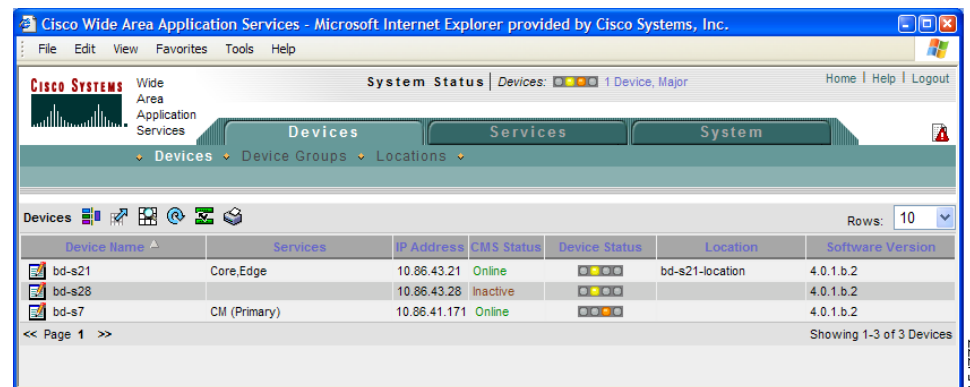 Cisco Wide Area Application Services - Microsoft Internet Explorer provided by Cisco Systems, Inc.
File Edit View Favorites Tools Help
CISCO SYSTEMS
Wide
Area
Application
Services
System Status | Devices: 1 Device, Major
Home | Help | Logout
Devices Services System
Devices Device Groups Locations
Devices
Rows: 10
Device Name Services IP Address CMS Status Device Status Location Software Version
bd-s21 Core,Edge 10.86.43.21 Online bd-s21-location 4.0.1.b.2
bd-s28 10.86.43.28 Inactive 4.0.1.b.2
bd-s7 CM (Primary) 10.86.41.171 Online 4.0.1.b.2
<< Page 1 >> Showing 1-3 of 3 Devices